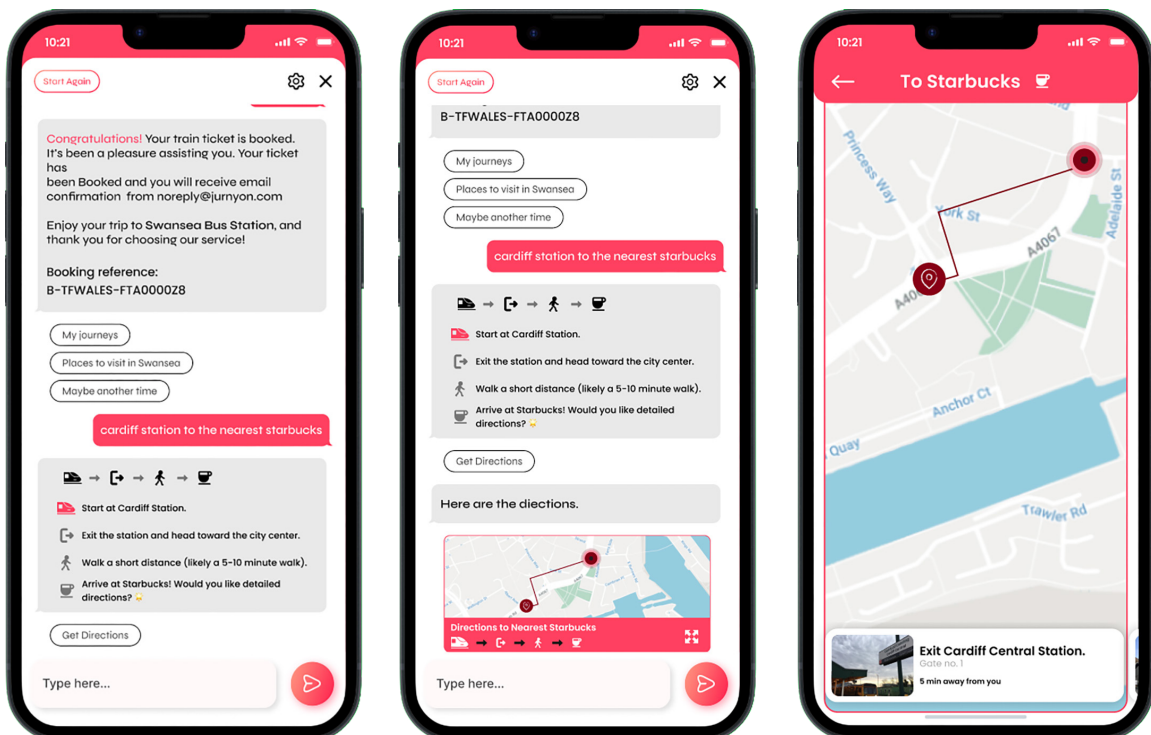 10:21
Start Again
Congratulations! Your train ticket is booked.
It's been a pleasure assisting you. Your ticket
has
been Booked and you will receive email
confirmation from noreply@jurnyon.com
Enjoy your trip to Swansea Bus Station, and
thank you for choosing our service!
Booking reference:
B-TFWALES-FTA0000Z8
My journeys
Places to visit in Swansea
Maybe another time
cardiff station to the nearest starbucks
Start at Cardiff Station.
Exit the station and head toward the city center.
Walk a short distance (likely a 5-10 minute walk).
Arrive at Starbucks! Would you like detailed
directions?
Get Directions
Type here...
10:21
Start Again
B-TFWALES-FTA0000Z8
My journeys
Places to visit in Swansea
Maybe another time
cardiff station to the nearest starbucks
Start at Cardiff Station.
Exit the station and head toward the city center.
Walk a short distance (likely a 5-10 minute walk).
Arrive at Starbucks! Would you like detailed
directions?
Get Directions
Here are the diections.
Directions to Nearest Starbucks
Type here...
10:21
To Starbucks
Princess Way
York St
Adelaide St
A4067
Anchor Ct
Quay
Trawler Rd
Exit Cardiff Central Station.
Gate no. 1
5 min away from you